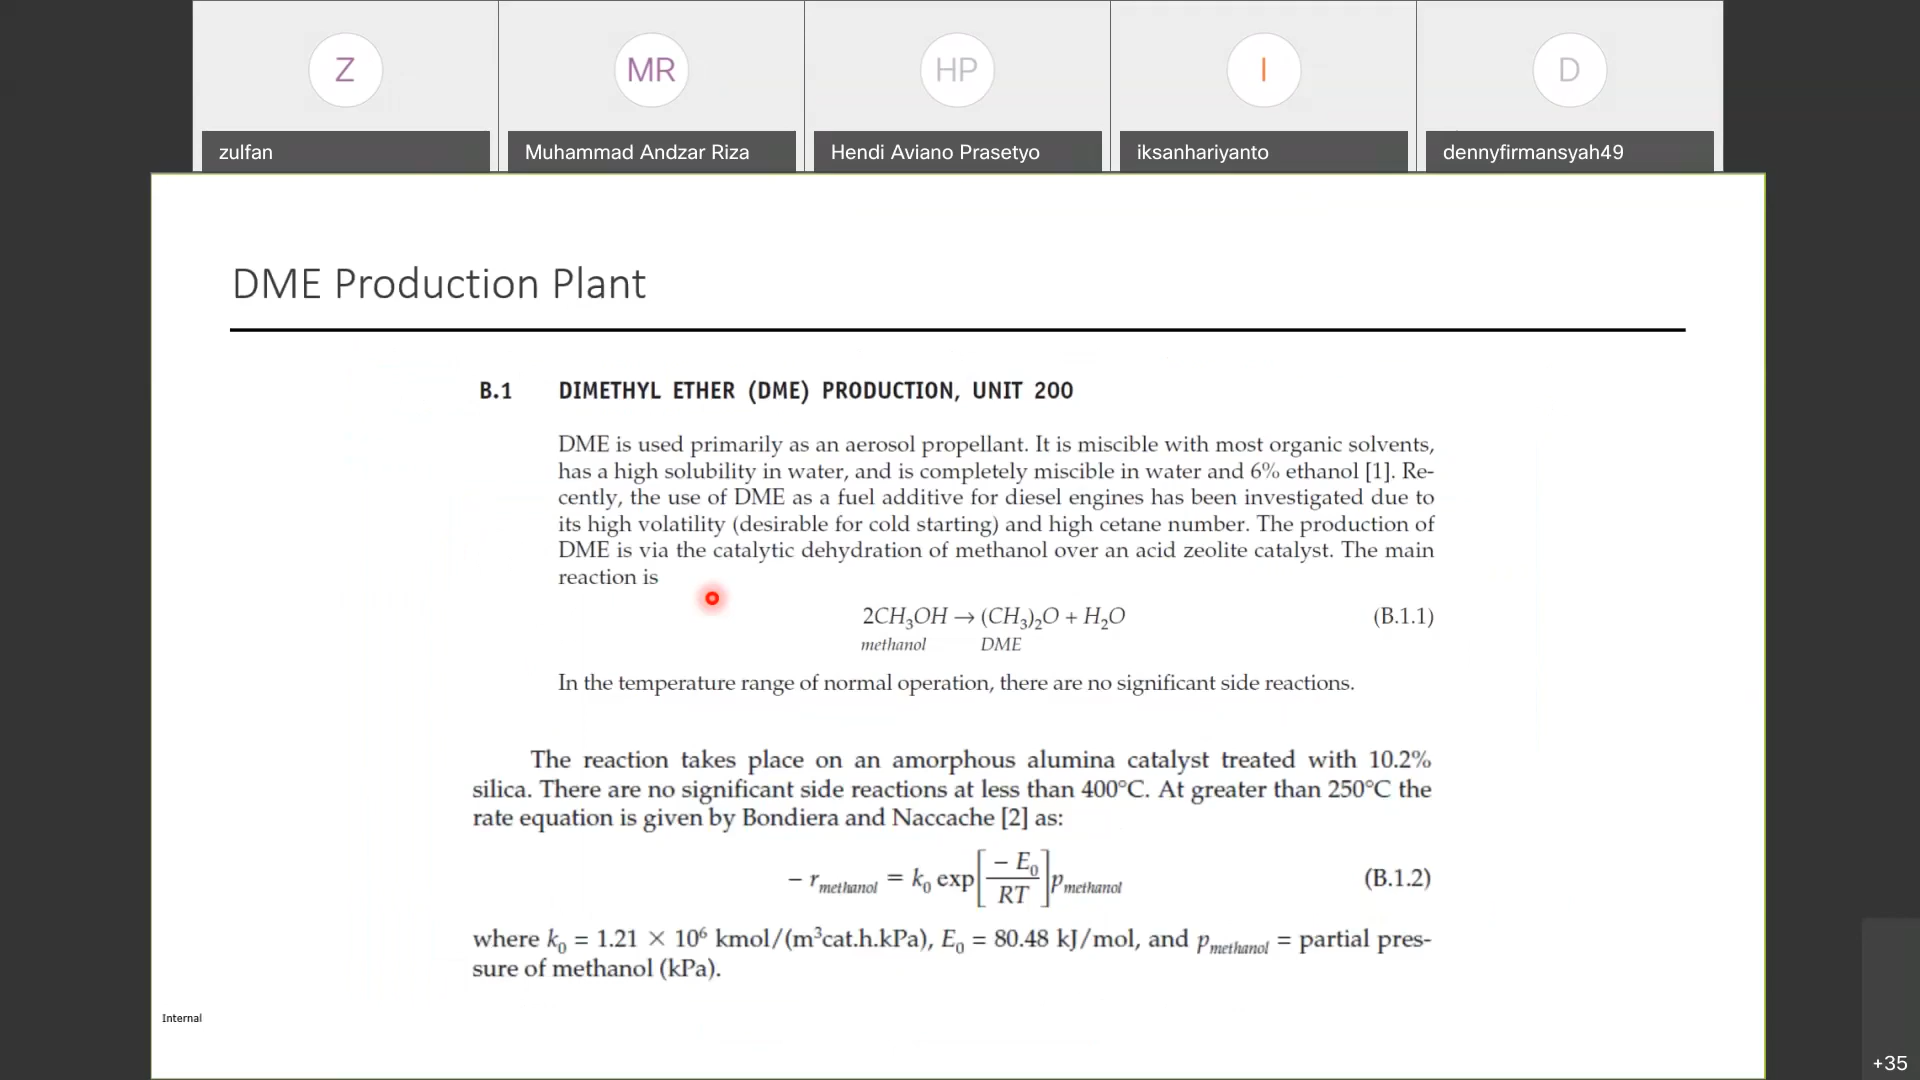 Z
MR
HP
I
D
zulfan
Muhammad Andzar Riza
Hendi Aviano Prasetyo
iksanhariyanto
dennyfirmansyah49
DME Production Plant
B.1 DIMETHYL ETHER (DME) PRODUCTION, UNIT 200
DME is used primarily as an aerosol propellant. It is miscible with most organic solvents,
has a high solubility in water, and is completely miscible in water and 6% ethanol [1]. Re-
cently, the use of DME as a fuel additive for diesel engines has been investigated due to
its high volatility (desirable for cold starting) and high cetane number. The production of
DME is via the catalytic dehydration of methanol over an acid zeolite catalyst. The main
reaction is
2CH₃OH → (CH₃)₂O + H₂O (B.1.1)
methanol DME
In the temperature range of normal operation, there are no significant side reactions.
The reaction takes place on an amorphous alumina catalyst treated with 10.2%
silica. There are no significant side reactions at less than 400°C. At greater than 250°C the
rate equation is given by Bondiera and Naccache [2] as:
− r_methanol = k₀ exp[− E₀ / RT] p_methanol (B.1.2)
where k₀ = 1.21 × 10⁶ kmol/(m³cat.h.kPa), E₀ = 80.48 kJ/mol, and p_methanol = partial pres-
sure of methanol (kPa).
Internal
+35